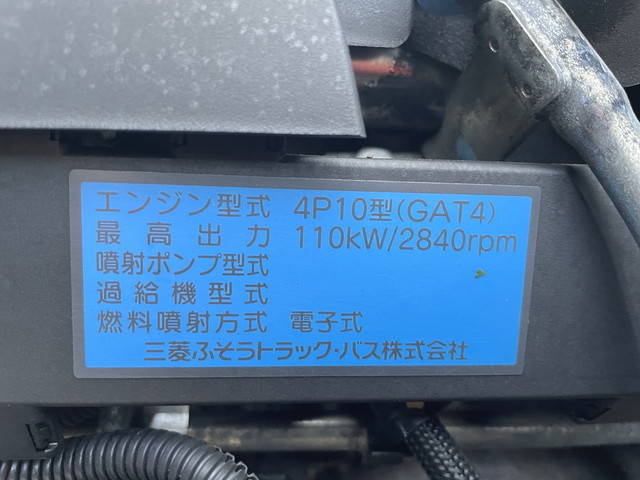 エンジン型式 4P10型(GAT4)
最高出力 110kW/2840rpm
噴射ポンプ型式
過給機型式
燃料噴射方式 電子式
三菱ふそうトラック・バス株式会社